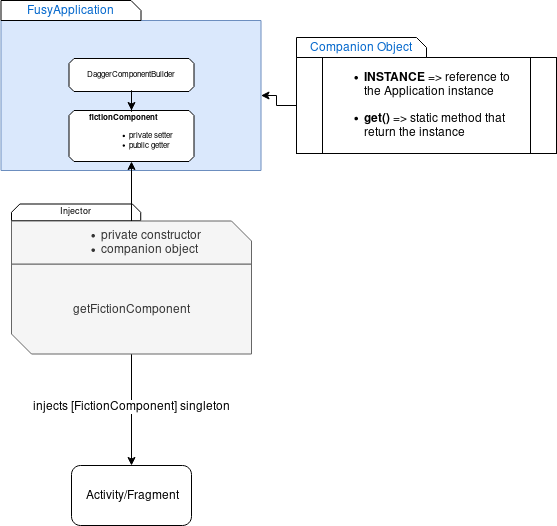 FusyApplication
Companion Object
DaggerComponentBuilder
INSTANCE => reference to
the Application instance
get() => static method that
return the instance
fictionComponent
private setter
public getter
Injector
private constructor
companion object
getFictionComponent
injects [FictionComponent] singleton
Activity/Fragment